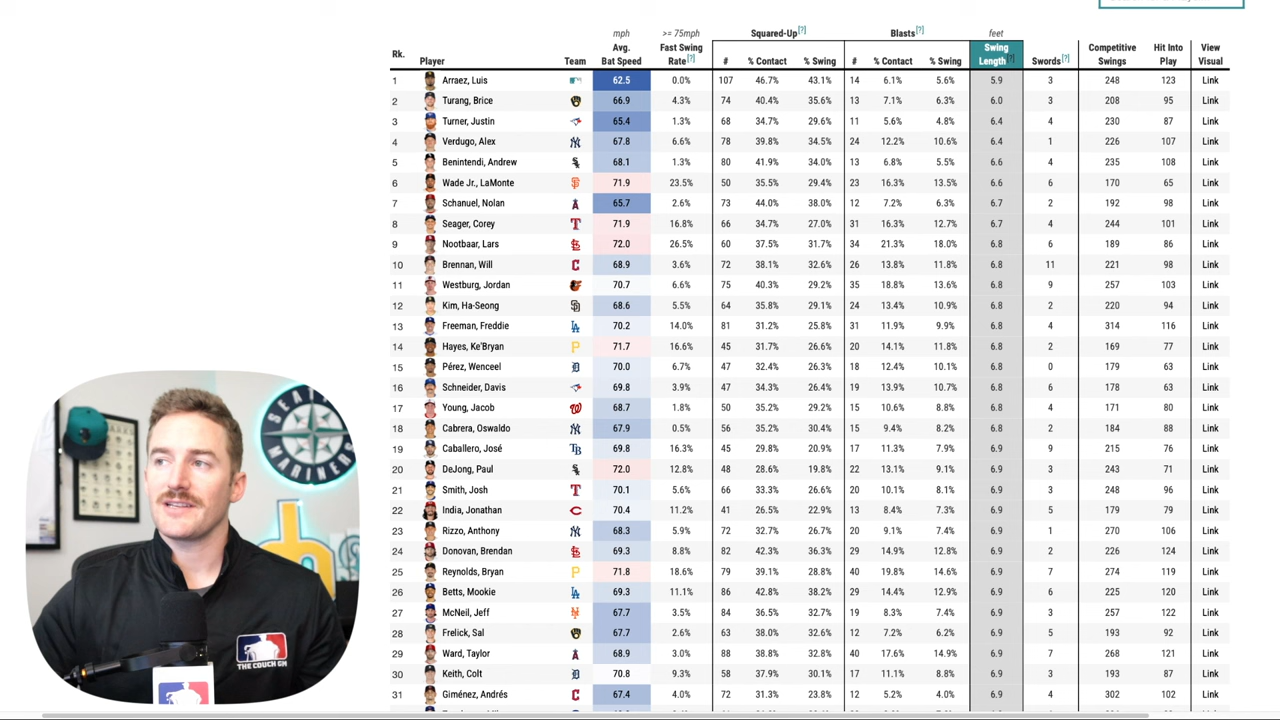 mph >= 75mph Squared-Up[?] Blasts[?] feet
Rk. Player Team Avg. Bat Speed Fast Swing Rate[?] # % Contact % Swing # % Contact % Swing Swing Length[?] Swords[?] Competitive Swings Hit Into Play View Visual
1 Arraez, Luis 62.5 0.0% 107 46.7% 43.1% 14 6.1% 5.6% 5.9 3 248 123 Link
2 Turang, Brice 66.9 4.3% 74 40.4% 35.6% 13 7.1% 6.3% 6.0 3 208 95 Link
3 Turner, Justin 65.4 1.3% 68 34.7% 29.6% 11 5.6% 4.8% 6.4 4 230 87 Link
4 Verdugo, Alex 67.8 6.6% 78 39.8% 34.5% 24 12.2% 10.6% 6.4 1 226 107 Link
5 Benintendi, Andrew 68.1 1.3% 80 41.9% 34.0% 13 6.8% 5.5% 6.6 4 235 108 Link
6 Wade Jr., LaMonte 71.9 23.5% 50 35.5% 29.4% 23 16.3% 13.5% 6.6 6 170 65 Link
7 Schanuel, Nolan 65.7 2.6% 73 44.0% 38.0% 12 7.2% 6.3% 6.7 2 192 98 Link
8 Seager, Corey 71.9 16.8% 66 34.7% 27.0% 31 16.3% 12.7% 6.7 4 244 101 Link
9 Nootbaar, Lars 72.0 26.5% 60 37.5% 31.7% 34 21.3% 18.0% 6.8 6 189 86 Link
10 Brennan, Will 68.9 3.6% 72 38.1% 32.6% 26 13.8% 11.8% 6.8 11 221 98 Link
11 Westburg, Jordan 70.7 6.6% 75 40.3% 29.2% 35 18.8% 13.6% 6.8 9 257 103 Link
12 Kim, Ha-Seong 68.6 5.5% 64 35.8% 29.1% 24 13.4% 10.9% 6.8 2 220 94 Link
13 Freeman, Freddie 70.2 14.0% 81 31.2% 25.8% 31 11.9% 9.9% 6.8 4 314 116 Link
14 Hayes, Ke'Bryan 71.7 16.6% 45 31.7% 26.6% 20 14.1% 11.8% 6.8 2 169 77 Link
15 Pérez, Wenceel 70.0 6.7% 47 32.4% 26.3% 18 12.4% 10.1% 6.8 0 179 63 Link
16 Schneider, Davis 69.8 3.9% 47 34.3% 26.4% 19 13.9% 10.7% 6.8 6 178 63 Link
17 Young, Jacob 68.7 1.8% 50 35.2% 29.2% 15 10.6% 8.8% 6.8 4 171 80 Link
18 Cabrera, Oswaldo 67.9 0.5% 56 35.2% 30.4% 15 9.4% 8.2% 6.8 2 184 88 Link
19 Caballero, José 69.8 16.3% 45 29.8% 20.9% 17 11.3% 7.9% 6.8 9 215 76 Link
20 DeJong, Paul 72.0 12.8% 48 28.6% 19.8% 22 13.1% 9.1% 6.9 3 243 71 Link
21 Smith, Josh 70.1 5.6% 66 33.3% 26.6% 20 10.1% 8.1% 6.9 3 248 96 Link
22 India, Jonathan 70.4 11.2% 41 26.5% 22.9% 13 8.4% 7.3% 6.9 5 179 79 Link
23 Rizzo, Anthony 68.3 5.9% 72 32.7% 26.7% 20 9.1% 7.4% 6.9 1 270 106 Link
24 Donovan, Brendan 69.3 8.8% 82 42.3% 36.3% 29 14.9% 12.8% 6.9 2 226 124 Link
25 Reynolds, Bryan 71.8 18.6% 79 39.1% 28.8% 40 19.8% 14.6% 6.9 7 274 119 Link
26 Betts, Mookie 69.3 11.1% 86 42.8% 38.2% 29 14.4% 12.9% 6.9 6 225 120 Link
27 McNeil, Jeff 67.7 3.5% 84 36.5% 32.7% 19 8.3% 7.4% 6.9 3 257 122 Link
28 Frelick, Sal 67.7 2.6% 63 38.0% 32.6% 12 7.2% 6.2% 6.9 5 193 92 Link
29 Ward, Taylor 68.9 3.0% 88 38.8% 32.8% 40 17.6% 14.9% 6.9 7 268 121 Link
30 Keith, Colt 70.8 9.3% 58 37.9% 30.1% 17 11.1% 8.8% 6.9 3 193 87 Link
31 Giménez, Andrés 67.4 4.0% 72 31.3% 23.8% 12 5.2% 4.0% 6.9 4 302 102 Link
SEATTLE
MARINERS
THE COUCH GM